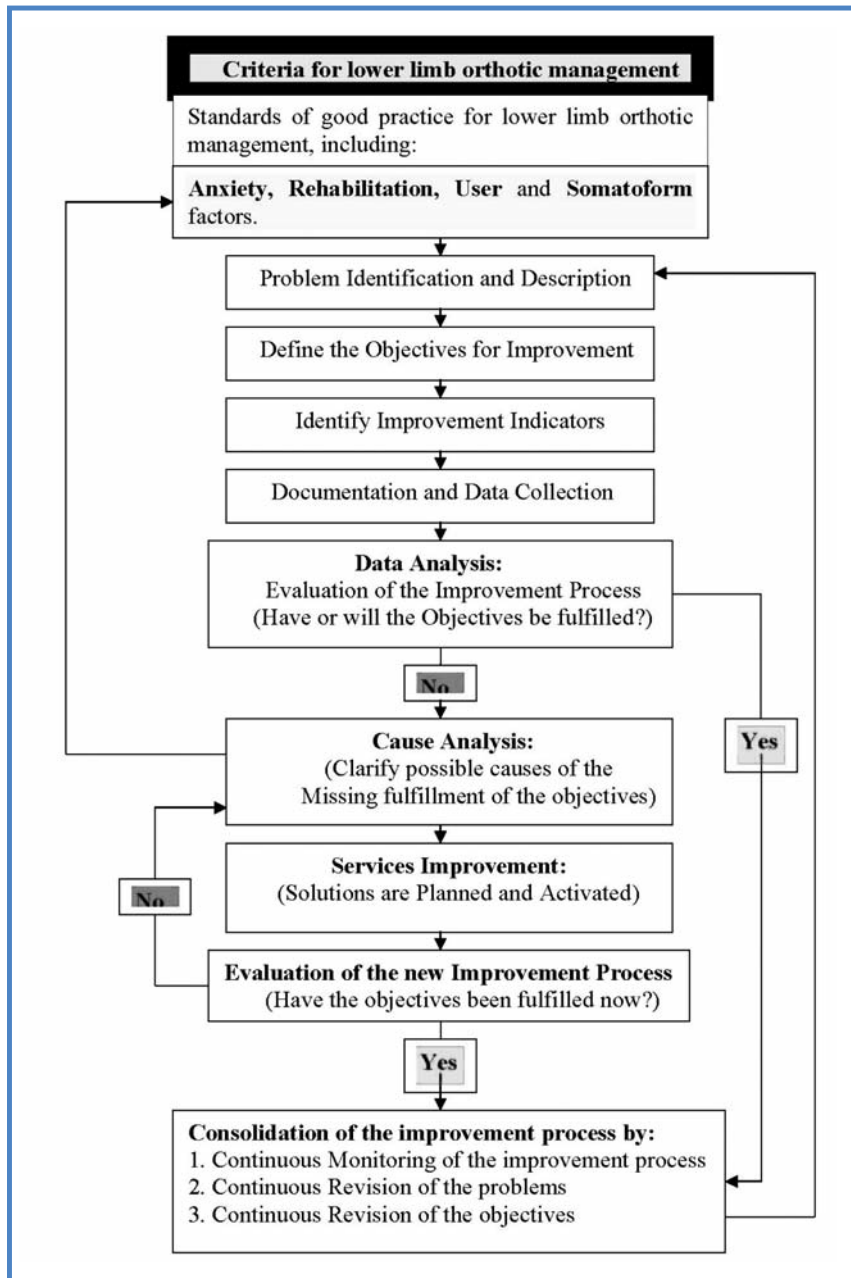 Criteria for lower limb orthotic management
Standards of good practice for lower limb orthotic
management, including:
Anxiety, Rehabilitation, User and Somatoform
factors.
Problem Identification and Description
Define the Objectives for Improvement
Identify Improvement Indicators
Documentation and Data Collection
Data Analysis:
Evaluation of the Improvement Process
(Have or will the Objectives be fulfilled?)
No
Cause Analysis:
(Clarify possible causes of the
Missing fulfillment of the objectives)
Yes
Services Improvement:
(Solutions are Planned and Activated)
No
Evaluation of the new Improvement Process
(Have the objectives been fulfilled now?)
Yes
Consolidation of the improvement process by:
1. Continuous Monitoring of the improvement process
2. Continuous Revision of the problems
3. Continuous Revision of the objectives